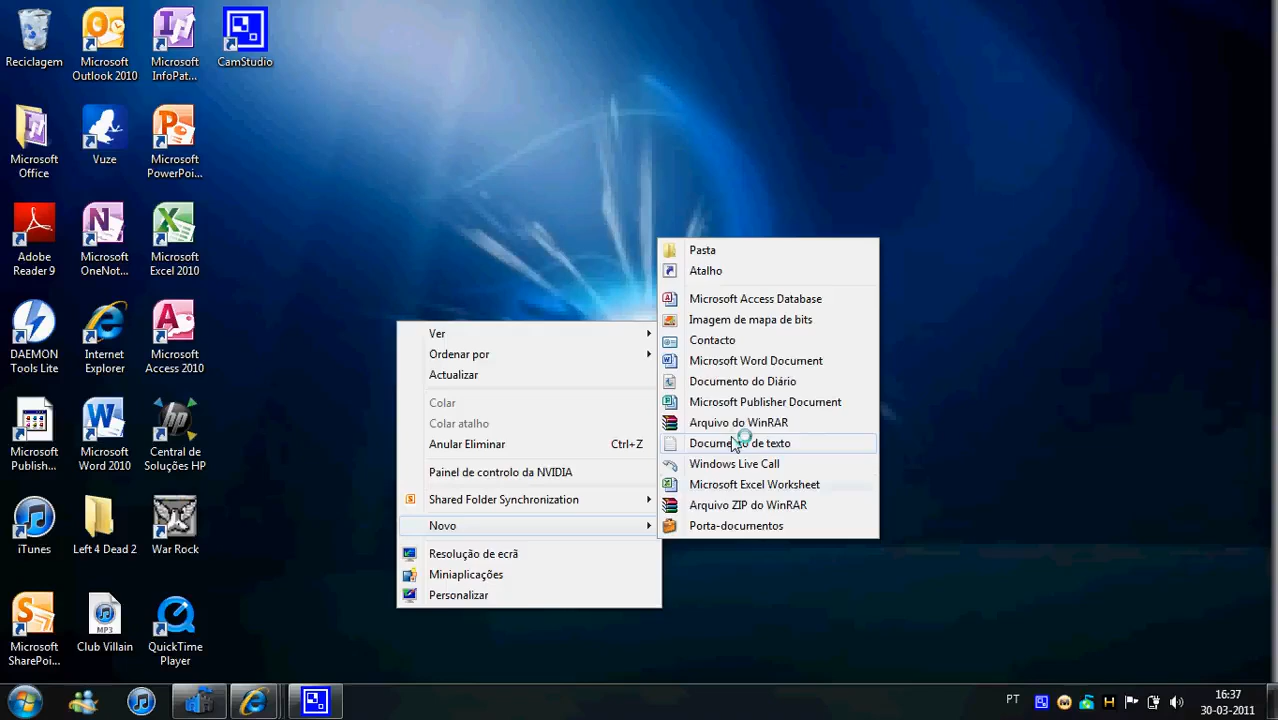 Reciclagem
Microsoft
Outlook 2010
Microsoft
InfoPat...
CamStudio
Microsoft
Office
Vuze
Microsoft
PowerPoi...
Adobe
Reader 9
Microsoft
OneNot...
Microsoft
Excel 2010
DAEMON
Tools Lite
Internet
Explorer
Microsoft
Access 2010
Microsoft
Publish...
Microsoft
Word 2010
Central de
Soluções HP
iTunes
Left 4 Dead 2
War Rock
Microsoft
SharePoi...
MP3
Club Villain
QuickTime
Player
Ver
Ordenar por
Actualizar
Colar
Colar atalho
Anular Eliminar Ctrl+Z
Painel de controlo da NVIDIA
Shared Folder Synchronization
Novo
Resolução de ecrã
Miniaplicações
Personalizar
Pasta
Atalho
Microsoft Access Database
Imagem de mapa de bits
Contacto
Microsoft Word Document
Documento do Diário
Microsoft Publisher Document
Arquivo do WinRAR
Documento de texto
Windows Live Call
Microsoft Excel Worksheet
Arquivo ZIP do WinRAR
Porta-documentos
PT
16:37
30-03-2011